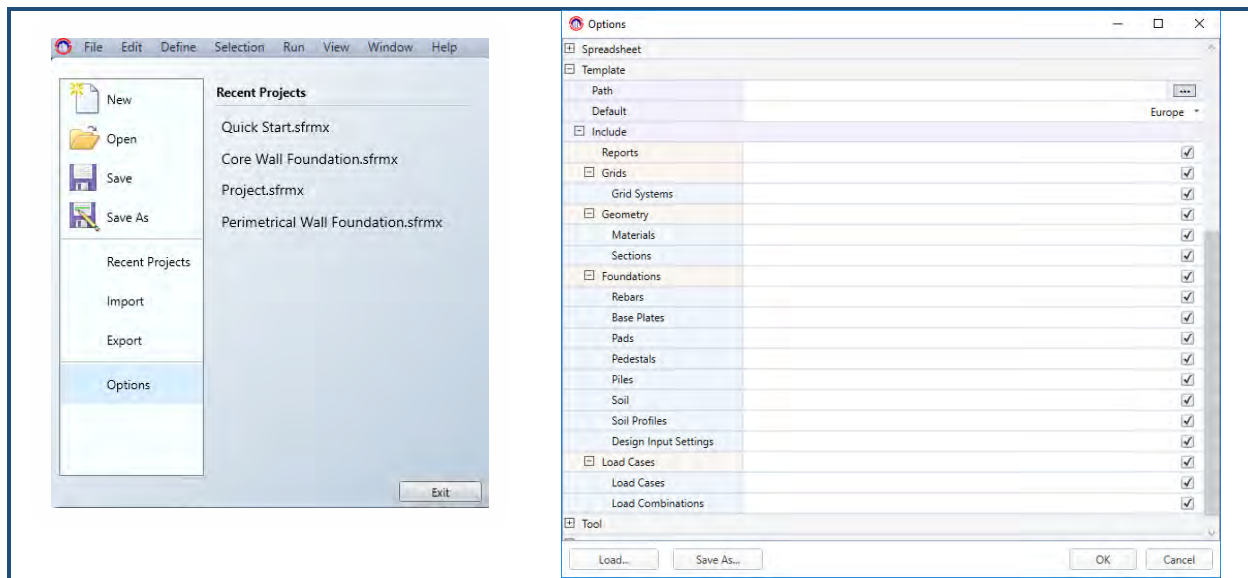 File Edit Define Selection Run View Window Help
New
Open
Save
Save As
Recent Projects
Import
Export
Options
Recent Projects
Quick Start.sfrmx
Core Wall Foundation.sfrmx
Project.sfrmx
Perimetrical Wall Foundation.sfrmx
Exit
Options
Spreadsheet
Template
Path
...
Default Europe
Include
Reports
Grids
Grid Systems
Geometry
Materials
Sections
Foundations
Rebars
Base Plates
Pads
Pedestals
Piles
Soil
Soil Profiles
Design Input Settings
Load Cases
Load Cases
Load Combinations
Tool
Load... Save As... OK Cancel